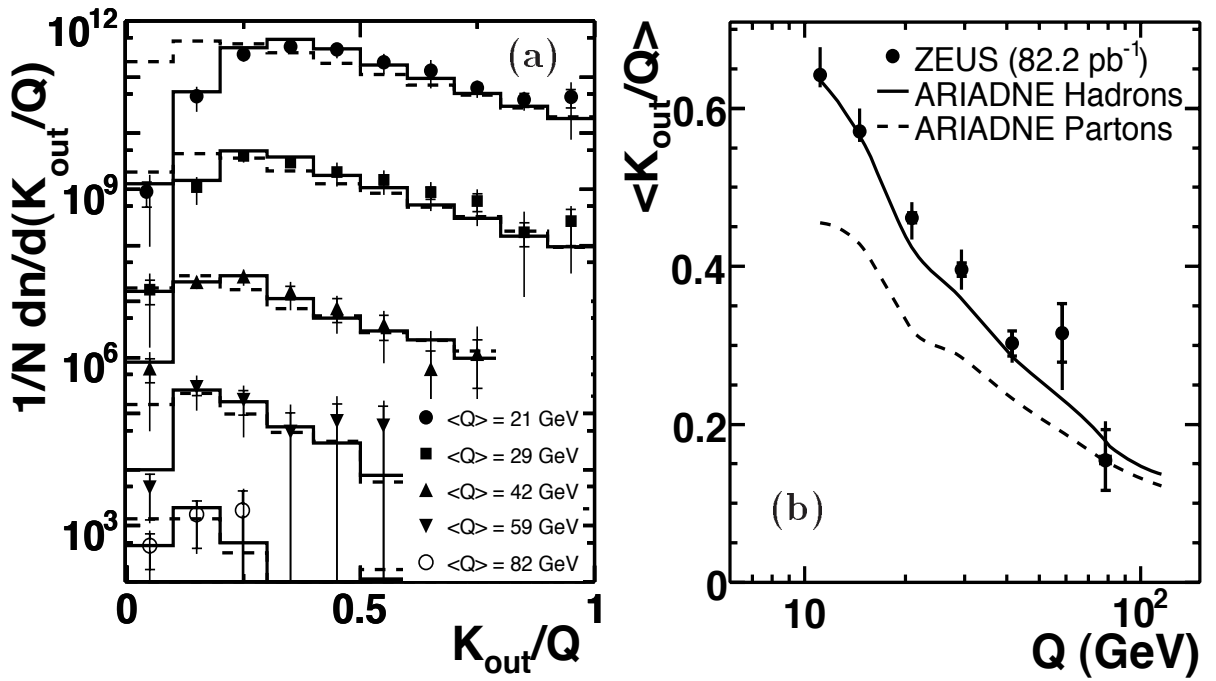 1/N dn/d(K_out/Q)
10^12
10^9
10^6
10^3
(a)
<Q> = 21 GeV
<Q> = 29 GeV
<Q> = 42 GeV
<Q> = 59 GeV
<Q> = 82 GeV
0 0.5 1
K_out/Q
<K_out/Q>
0.6
0.4
0.2
0
ZEUS (82.2 pb^-1)
ARIADNE Hadrons
ARIADNE Partons
(b)
10 10^2
Q (GeV)